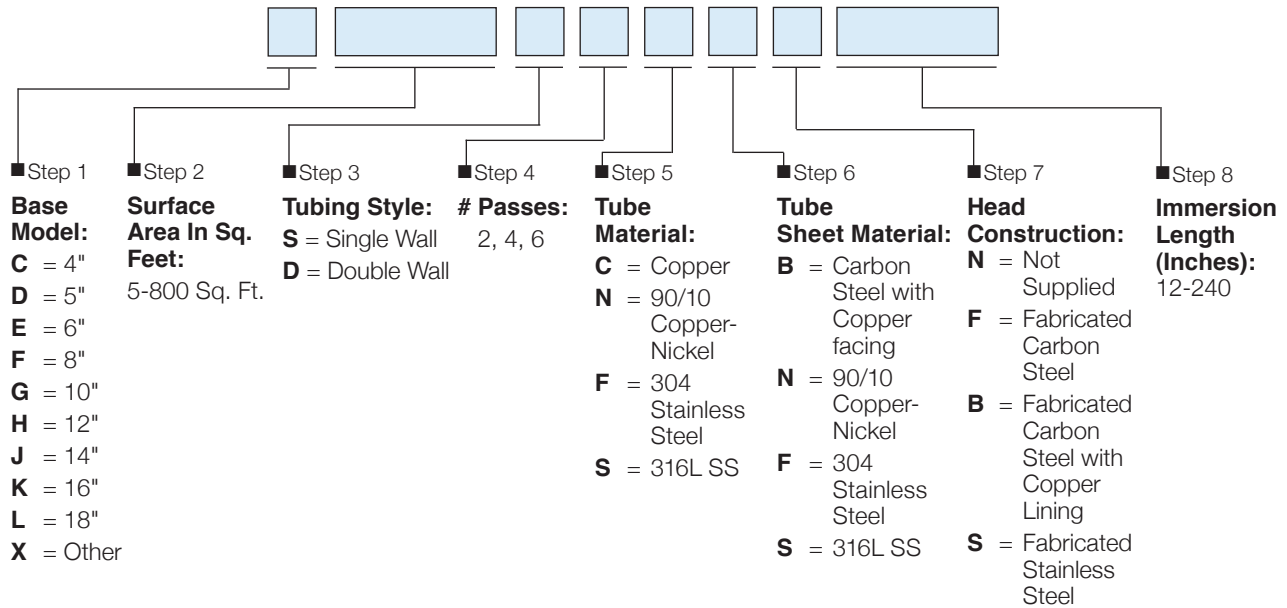 ■ Step 1
Base
Model:
C = 4"
D = 5"
E = 6"
F = 8"
G = 10"
H = 12"
J = 14"
K = 16"
L = 18"
X = Other
■ Step 2
Surface
Area In Sq.
Feet:
5-800 Sq. Ft.
■ Step 3
Tubing Style:
S = Single Wall
D = Double Wall
■ Step 4
# Passes:
2, 4, 6
■ Step 5
Tube
Material:
C = Copper
N = 90/10
Copper-
Nickel
F = 304
Stainless
Steel
S = 316L SS
■ Step 6
Tube
Sheet Material:
B = Carbon
Steel with
Copper
facing
N = 90/10
Copper-
Nickel
F = 304
Stainless
Steel
S = 316L SS
■ Step 7
Head
Construction:
N = Not
Supplied
F = Fabricated
Carbon
Steel
B = Fabricated
Carbon
Steel with
Copper
Lining
S = Fabricated
Stainless
Steel
■ Step 8
Immersion
Length
(Inches):
12-240